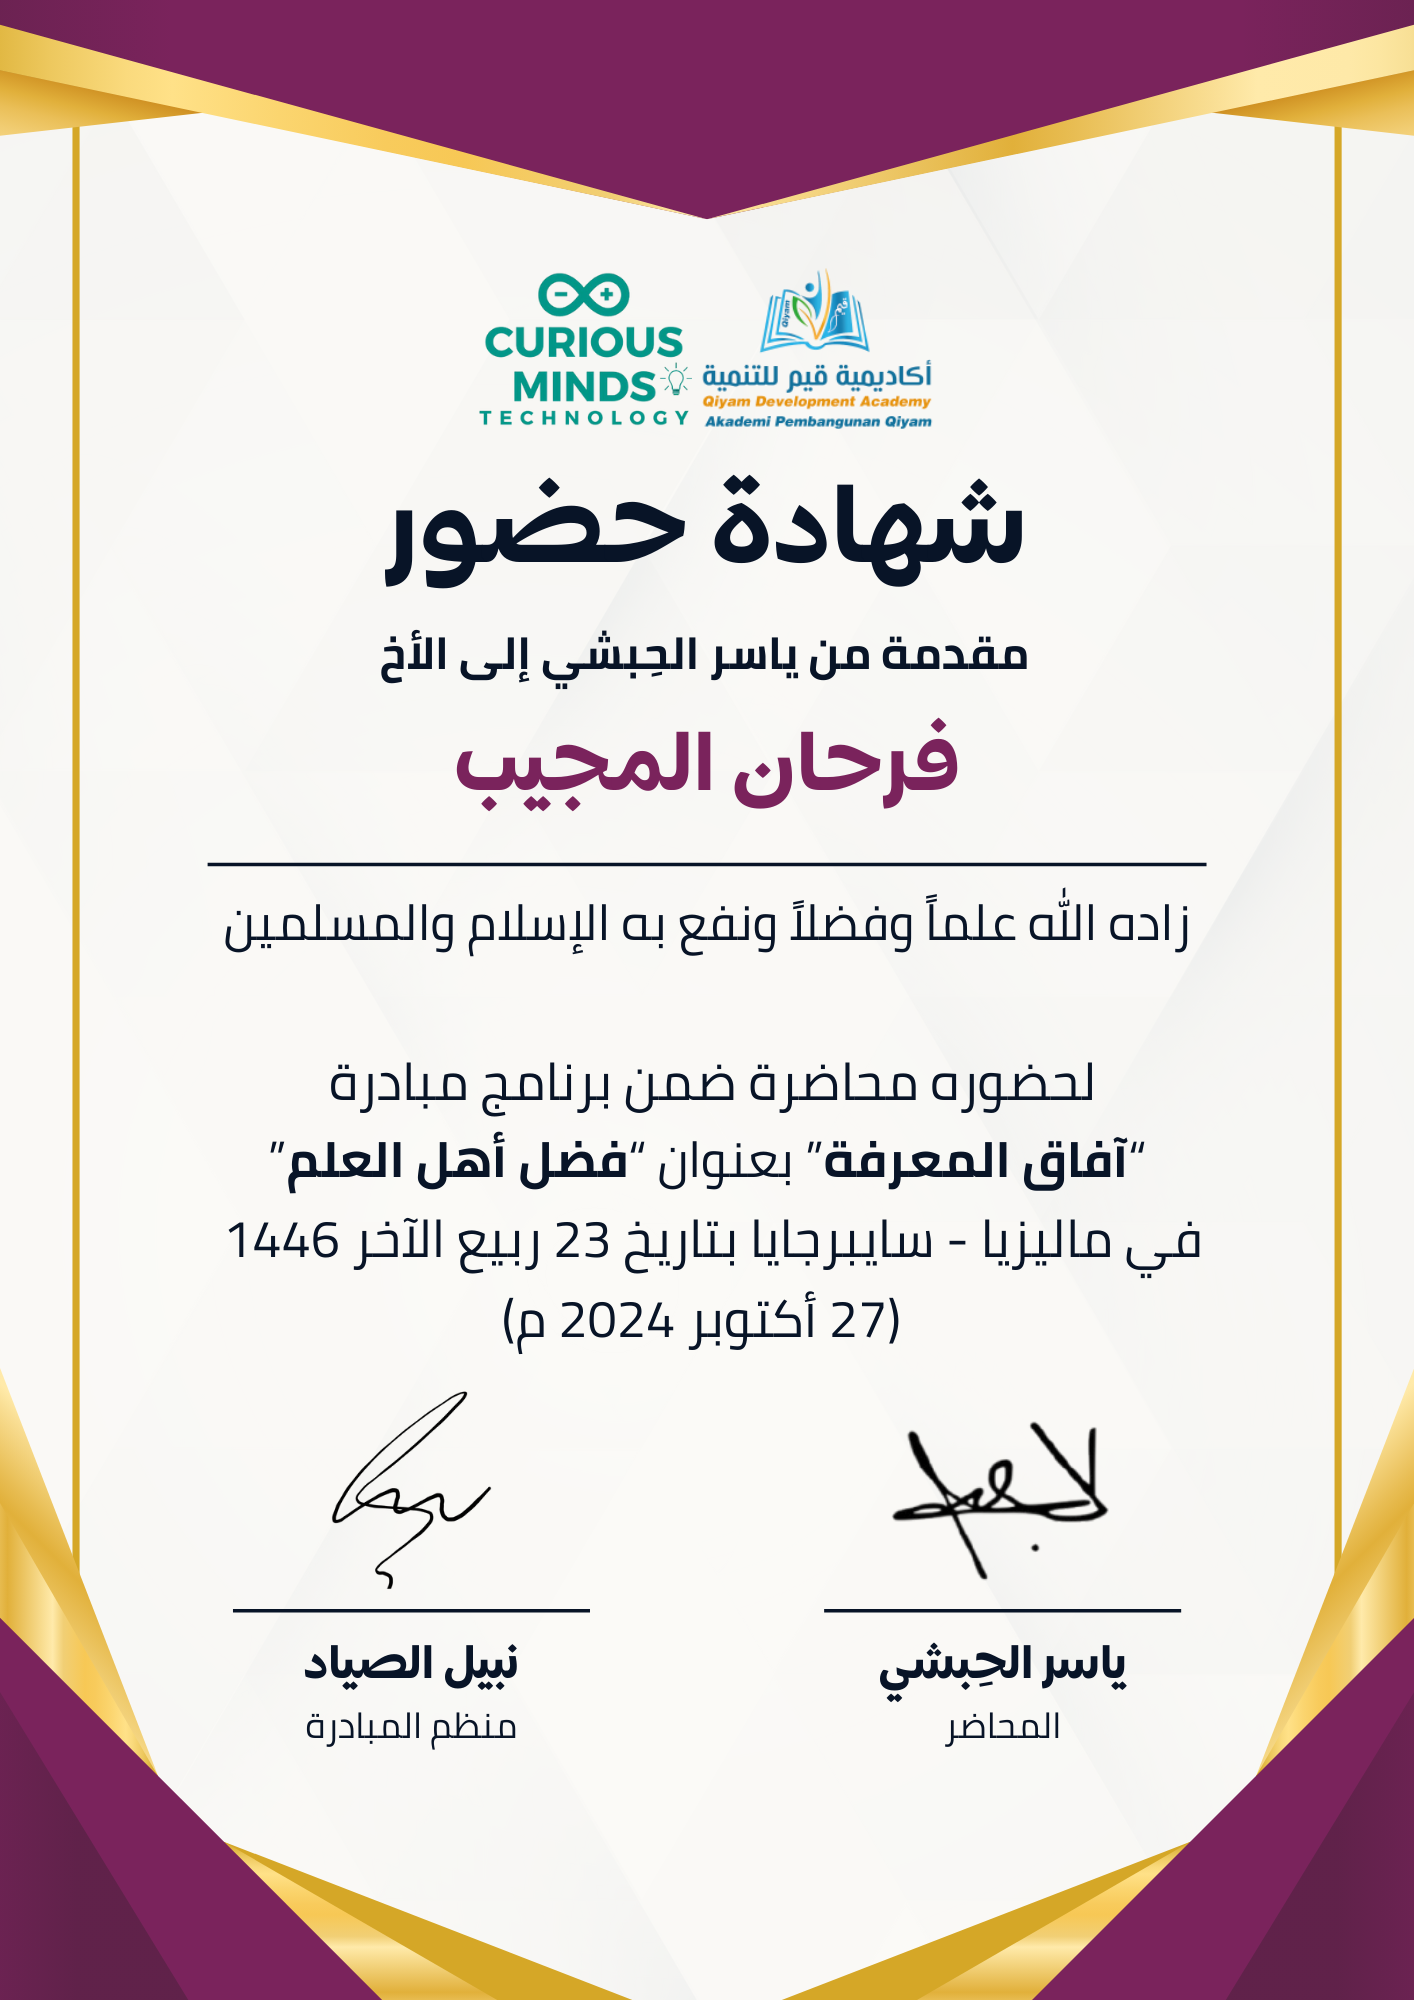 CURIOUS
MINDS
TECHNOLOGY
Qiyam
قيم
أكاديمية قيم للتنمية
Qiyam Development Academy
Akademi Pembangunan Qiyam
شهادة حضور
مقدمة من ياسر الحِبشي إلى الأخ
فرحان المجيب
زاده الله علماً وفضلاً ونفع به الإسلام والمسلمين
لحضوره محاضرة ضمن برنامج مبادرة
“آفاق المعرفة” بعنوان “فضل أهل العلم”
في ماليزيا - سايبرجايا بتاريخ 23 ربيع الآخر 1446
(27 أكتوبر 2024 م)
ياسر الحِبشي
المحاضر
نبيل الصياد
منظم المبادرة